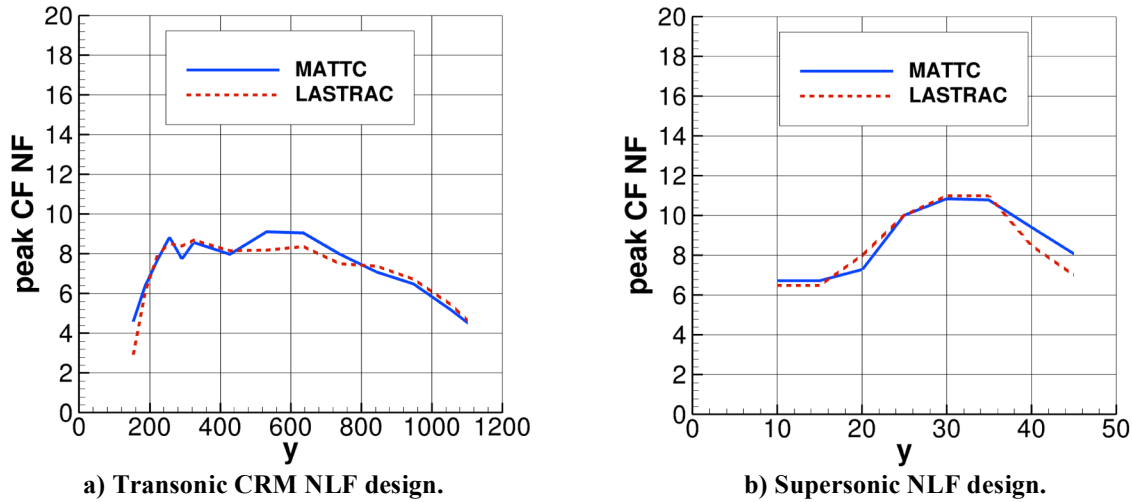 20
18
16
14
12
10
8
6
4
2
0
peak CF NF
MATTC
LASTRAC
0 200 400 600 800 1000 1200
y
a) Transonic CRM NLF design.
20
18
16
14
12
10
8
6
4
2
0
peak CF NF
MATTC
LASTRAC
0 10 20 30 40 50
y
b) Supersonic NLF design.